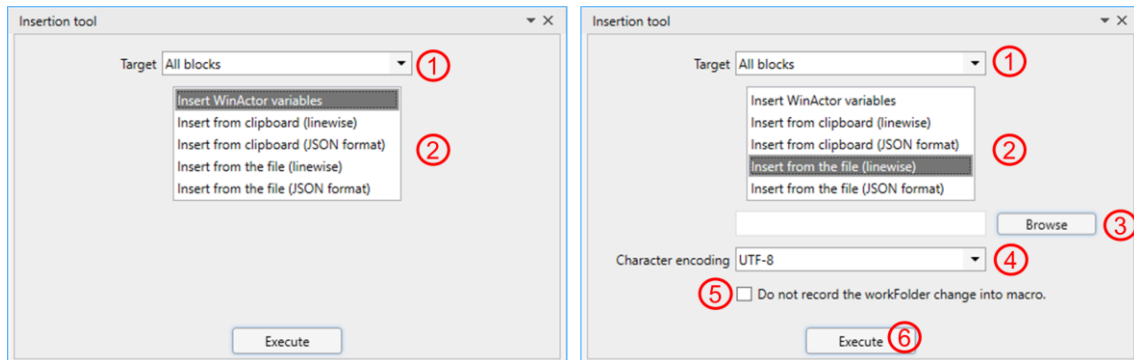 Insertion tool
Target All blocks ①
Insert WinActor variables
Insert from clipboard (linewise)
Insert from clipboard (JSON format) ②
Insert from the file (linewise)
Insert from the file (JSON format)
Execute
Insertion tool
Target All blocks ①
Insert WinActor variables
Insert from clipboard (linewise)
Insert from clipboard (JSON format) ②
Insert from the file (linewise)
Insert from the file (JSON format)
Browse ③
Character encoding UTF-8 ④
⑤ Do not record the workFolder change into macro.
Execute ⑥